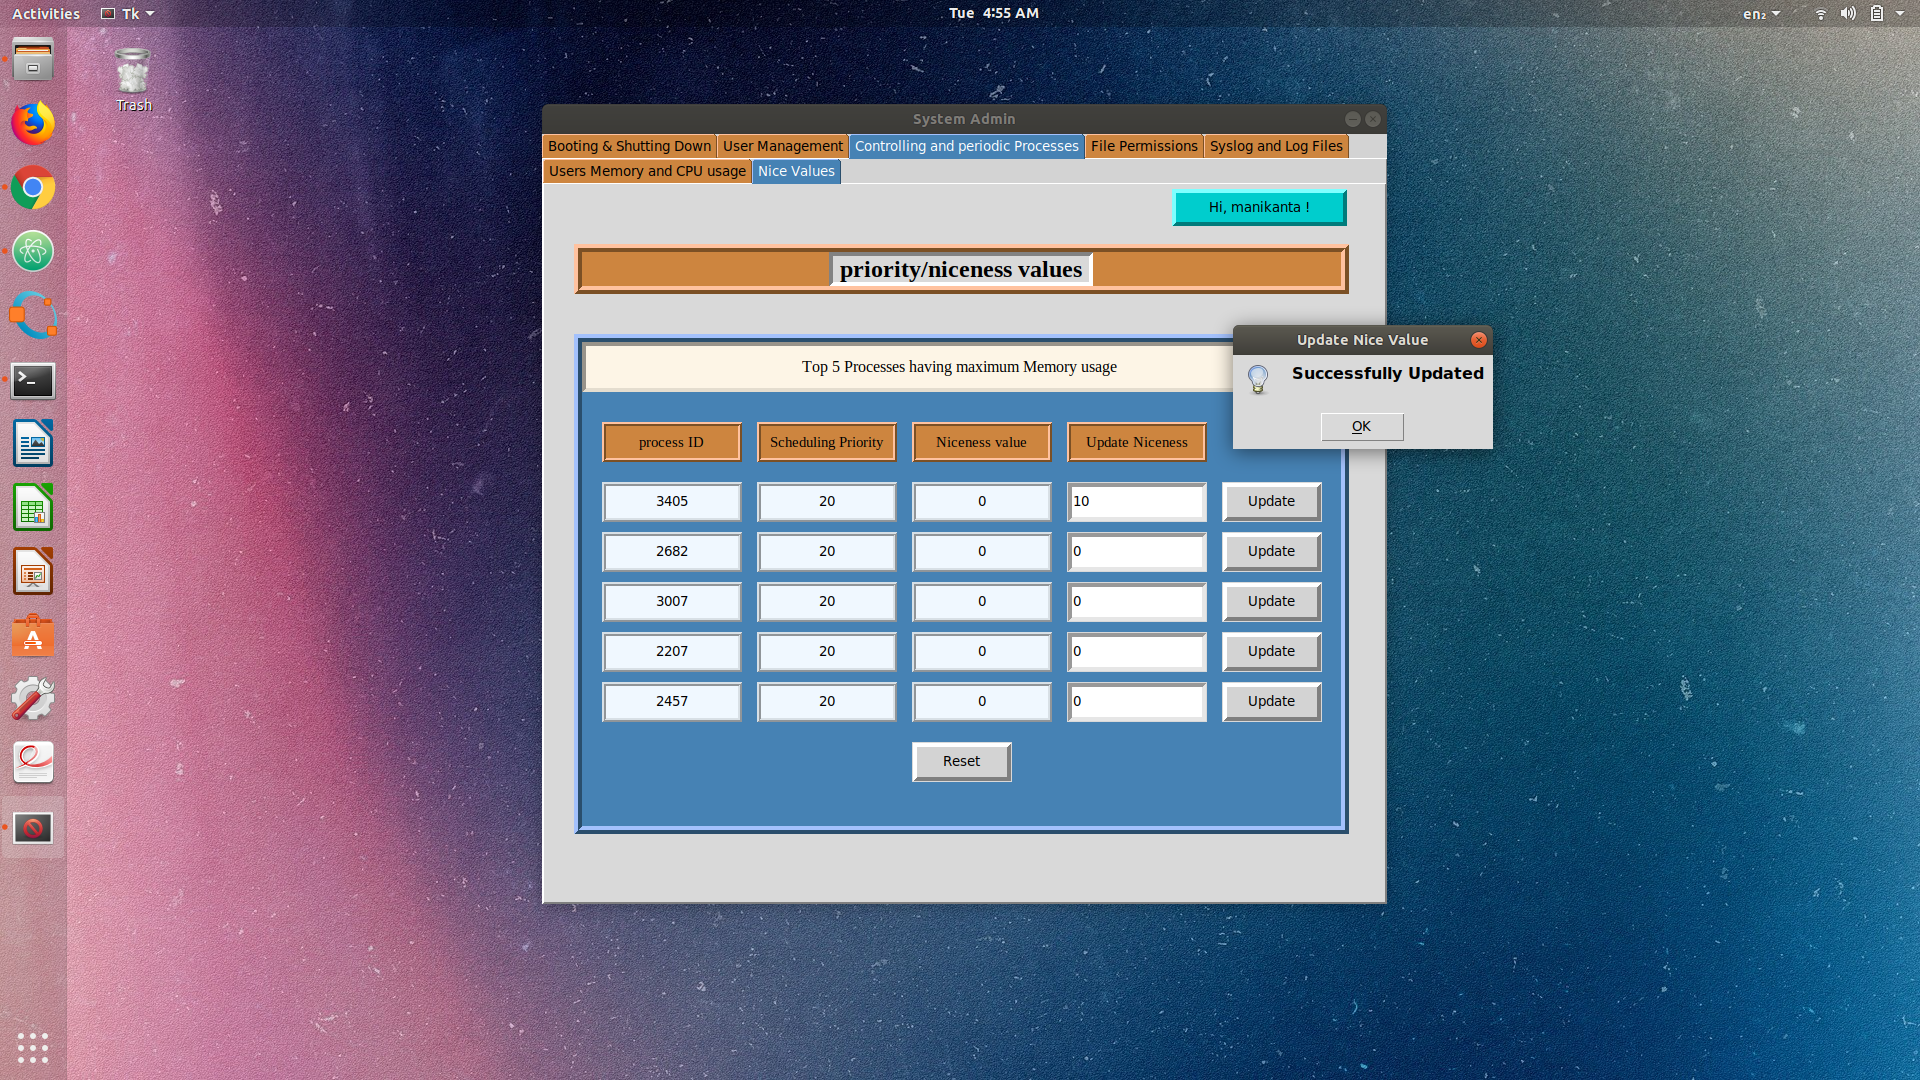 Activities Tk Tue 4:55 AM en₂
Trash
System Admin
Booting & Shutting Down User Management Controlling and periodic Processes File Permissions Syslog and Log Files
Users Memory and CPU usage Nice Values
Hi, manikanta !
priority/niceness values
Update Nice Value
Successfully Updated
OK
Top 5 Processes having maximum Memory usage
process ID Scheduling Priority Niceness value Update Niceness
3405 20 0 10 Update
2682 20 0 0 Update
3007 20 0 0 Update
2207 20 0 0 Update
2457 20 0 0 Update
Reset